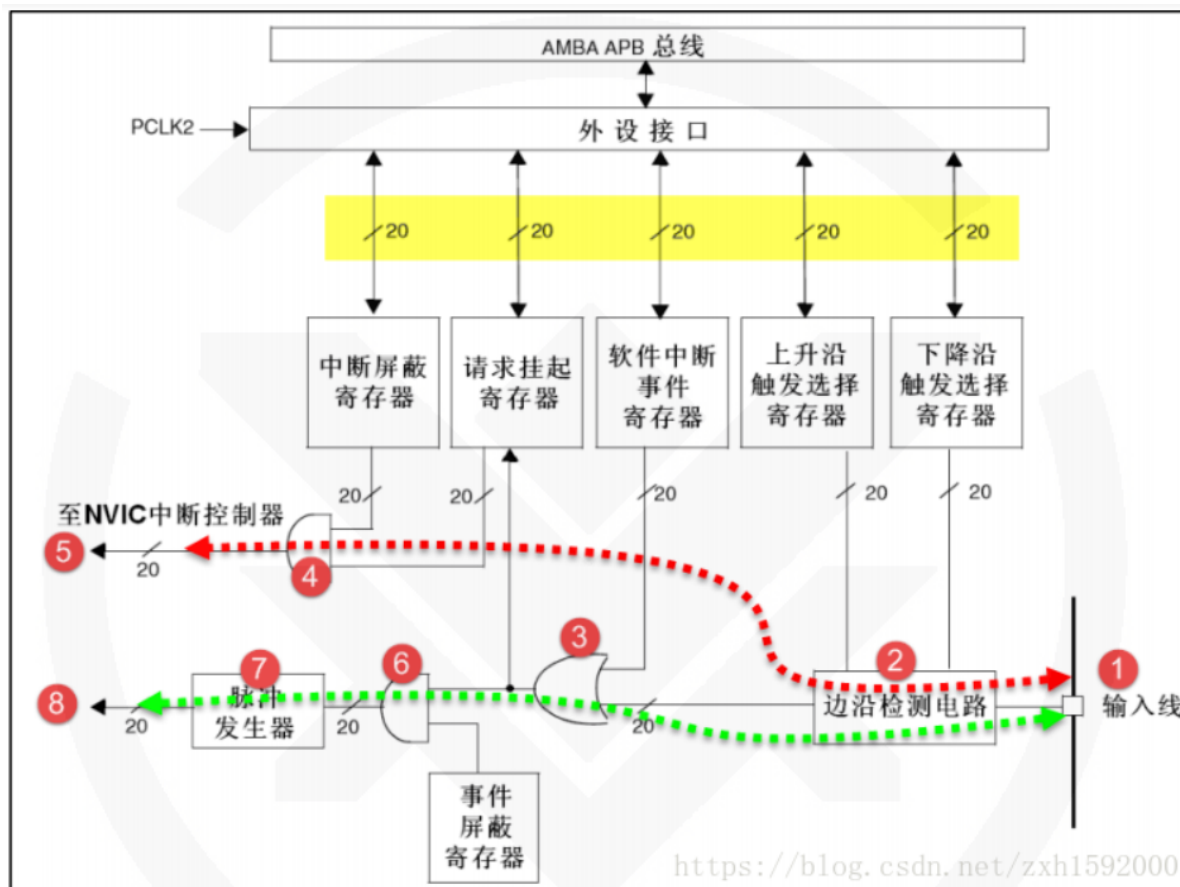 AMBA APB 总线
PCLK2
外设接口
20 20 20 20 20
中断屏蔽
寄存器
请求挂起
寄存器
软件中断
事件
寄存器
上升沿
触发选择
寄存器
下降沿
触发选择
寄存器
20 20 20 20 20
至NVIC中断控制器
5
20
4
3
2
1
边沿检测电路
输入线
20
6
7
脉冲
发生器
8
20
20
事件
屏蔽
寄存器
https://blog.csdn.net/zxh1592000